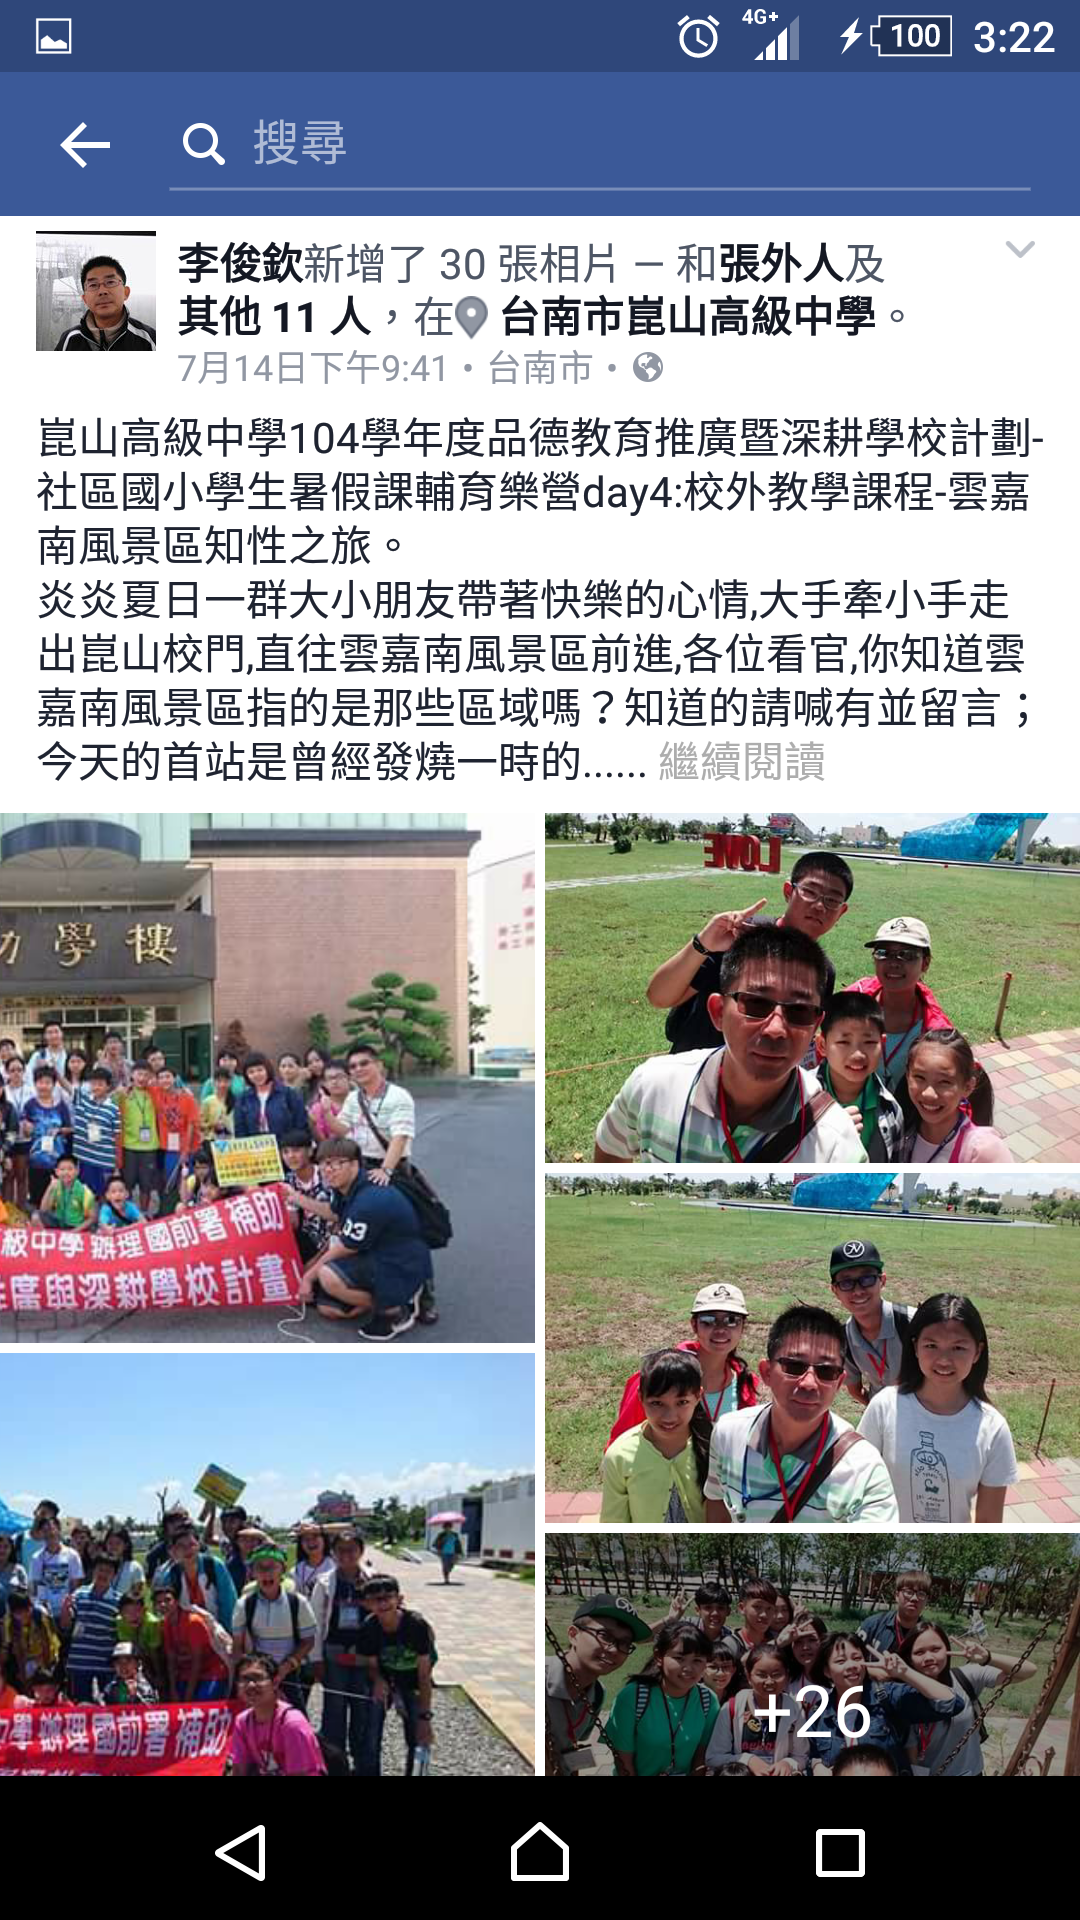 4G+
100
3:22
搜尋
李俊欽新增了 30 張相片 — 和張外人及
其他 11 人，在 台南市崑山高級中學。
7月14日下午9:41 • 台南市 •
崑山高級中學104學年度品德教育推廣暨深耕學校計劃-
社區國小學生暑假課輔育樂營day4:校外教學課程-雲嘉
南風景區知性之旅。
炎炎夏日一群大小朋友帶著快樂的心情,大手牽小手走
出崑山校門,直往雲嘉南風景區前進,各位看官,你知道雲
嘉南風景區指的是那些區域嗎？知道的請喊有並留言；
今天的首站是曾經發燒一時的...... 繼續閱讀
學樓
級中學 辦理國前署補助
廣與深耕學校計畫
LOVE
中學辦理國前署補助
+26